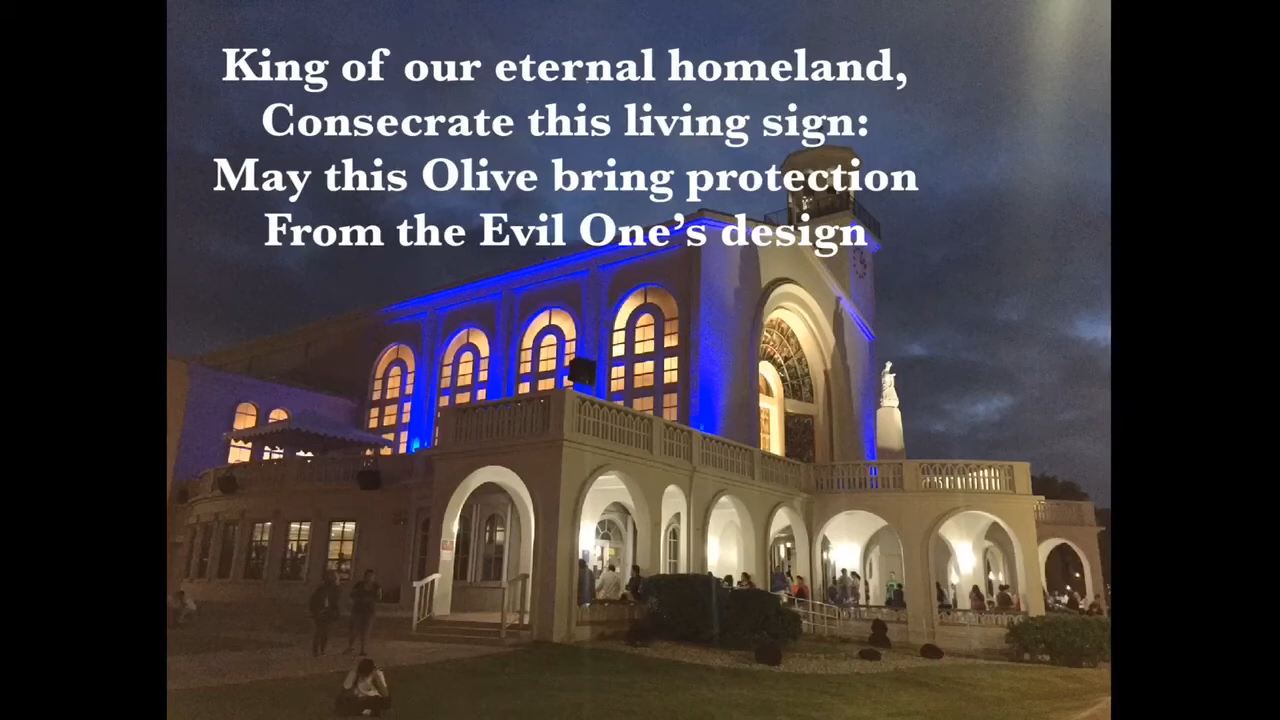 King of our eternal homeland,
Consecrate this living sign:
May this Olive bring protection
From the Evil One's design